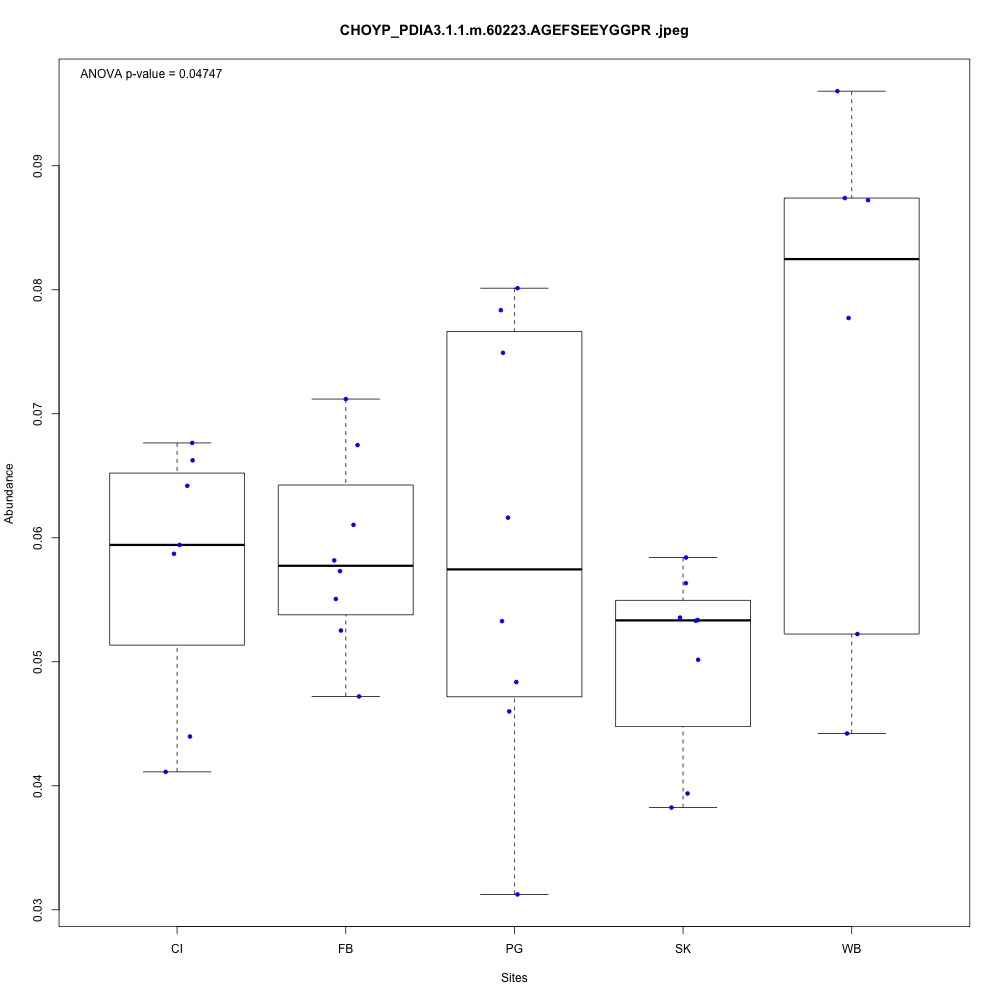 CHOYP_PDIA3.1.1.m.60223.AGEFSEEYGGPR .jpeg
ANOVA p-value = 0.04747
Abundance
0.09
0.08
0.07
0.06
0.05
0.04
0.03
CI FB PG SK WB
Sites